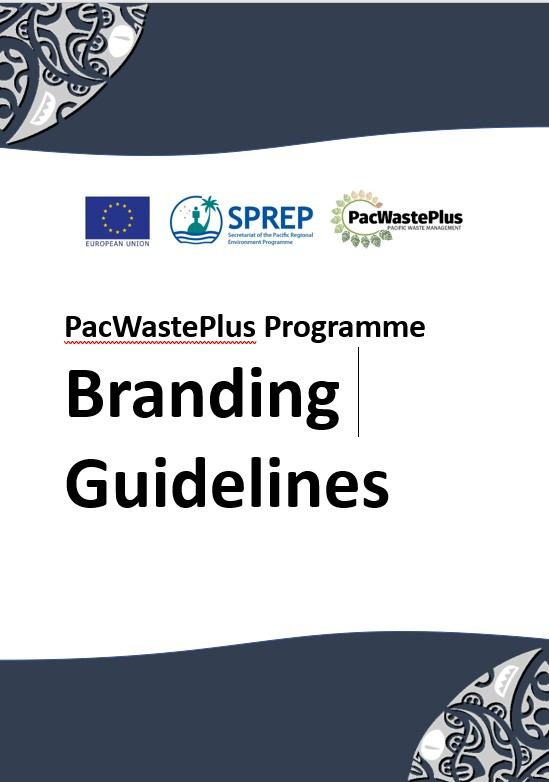 EUROPEAN UNION
SPREP
Secretariat of the Pacific Regional
Environment Programme
PacWastePlus
PACIFIC WASTE MANAGEMENT
PacWastePlus Programme
Branding
Guidelines